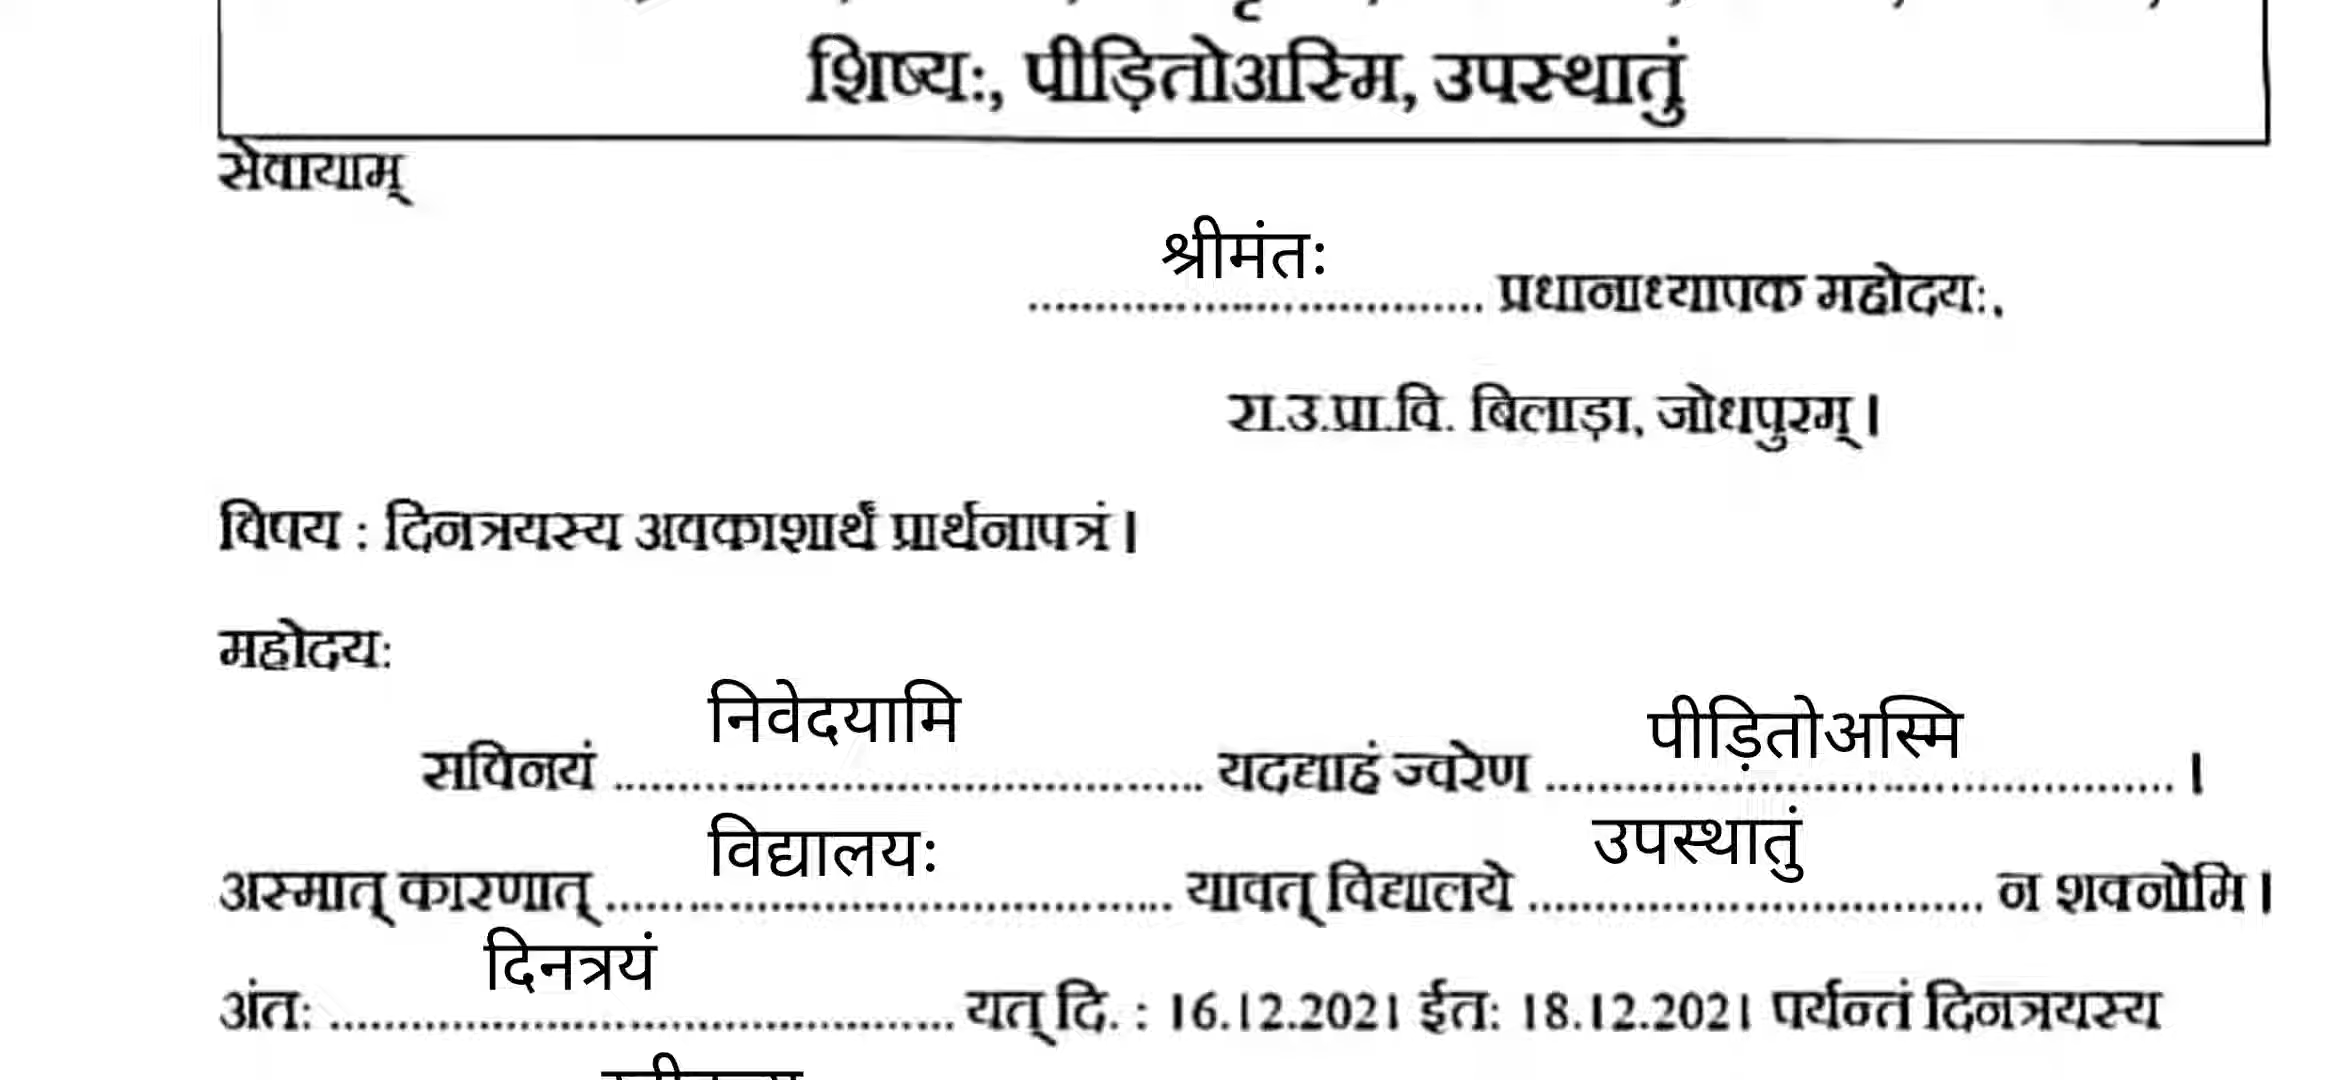 शिष्य:, पीड़ितोअस्मि, उपस्थातुं
सेवायाम्
श्रीमंतः
................................. प्रधानाध्यापक महोदय:,
रा.उ.प्रा.वि. बिलाड़ा, जोधपुरम्।
विषय : दिनत्रयस्य अवकाशार्थं प्रार्थनापत्रं।
महोदय:
निवेदयामि पीड़ितोअस्मि
सविनयं ........................................... यदद्याहं ज्वरेण .............................................. ।
विद्यालयः उपस्थातुं
अस्मात् कारणात् .......................................... यावत् विद्यालये ................................. न शक्नोमि।
दिनत्रयं
अंत: .............................................. यत् दि. : 16.12.2021 ईत: 18.12.2021 पर्यन्तं दिनत्रयस्य